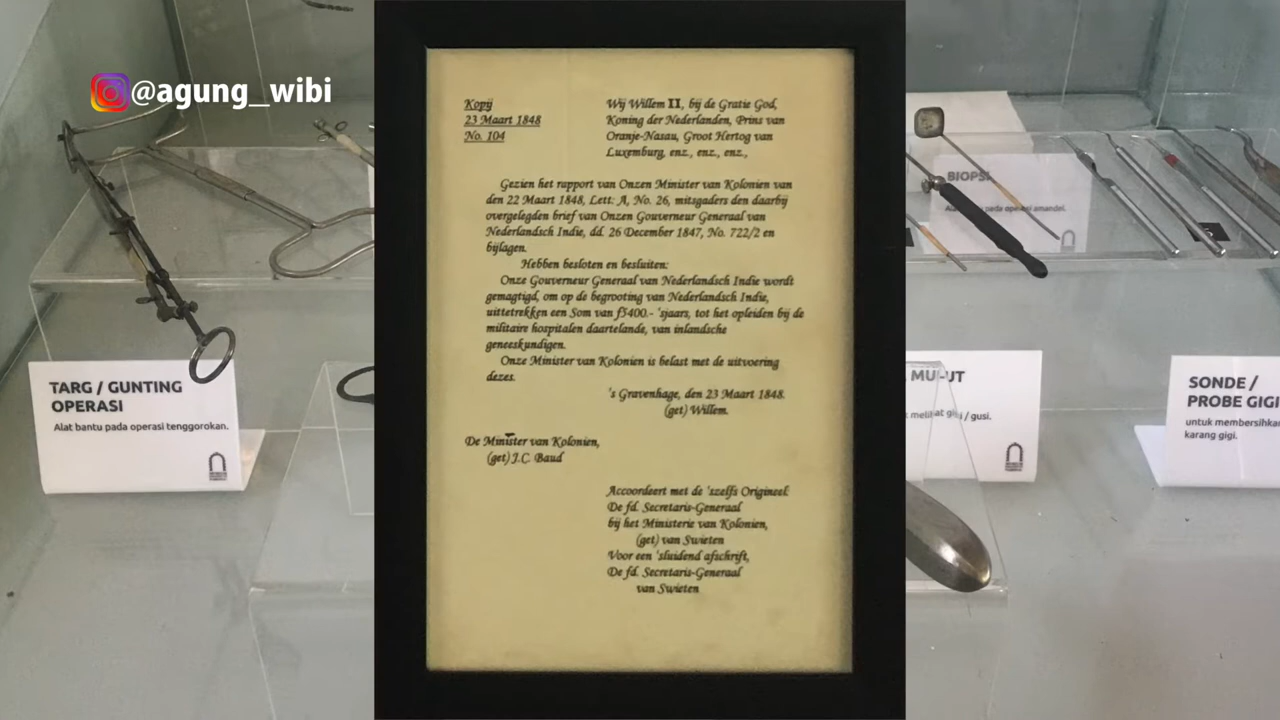 @agung_wibi
Kopij
23 Maart 1848
No. 104
Wij Willem II, bij de Gratie God,
Koning der Nederlanden, Prins van
Oranje-Nasau, Groot Hertog van
Luxemburg, enz., enz., enz.,
Gezien het rapport van Onzen Minister van Kolonien van
den 22 Maart 1848, Lett: A, No. 26, mitsgaders den daarbij
overgelegden brief van Onzen Gouverneur Generaal van
Nederlandsch Indie, dd. 26 December 1847, No. 722/2 en
bijlagen.
Hebben besloten en besluiten:
Onze Gouverneur Generaal van Nederlandsch Indie wordt
gemagtigd, om op de begrooting van Nederlandsch Indie,
uittetrekken een Som van f5400.- 'sjaars, tot het opleiden bij de
militaire hospitalen daartelande, van inlandsche
geneeskundigen.
Onze Minister van Kolonien is belast met de uitvoering
dezes.
's Gravenhage, den 23 Maart 1848.
(get) Willem.
De Minister van Kolonien,
(get) J.C. Baud
Accoordeert met de 'szelfs Origineel:
De fd. Secretaris-Generaal
bij het Ministerie van Kolonien,
(get) van Swieten
Voor een 'sluidend afschrift,
De fd. Secretaris-Generaal
van Swieten
TARG / GUNTING
OPERASI
Alat bantu pada operasi tenggorokan.
BIOPSI
pada operasi amandel.
gigi / gusi.
SONDE /
PROBE GIGI
untuk membersihkan
karang gigi.